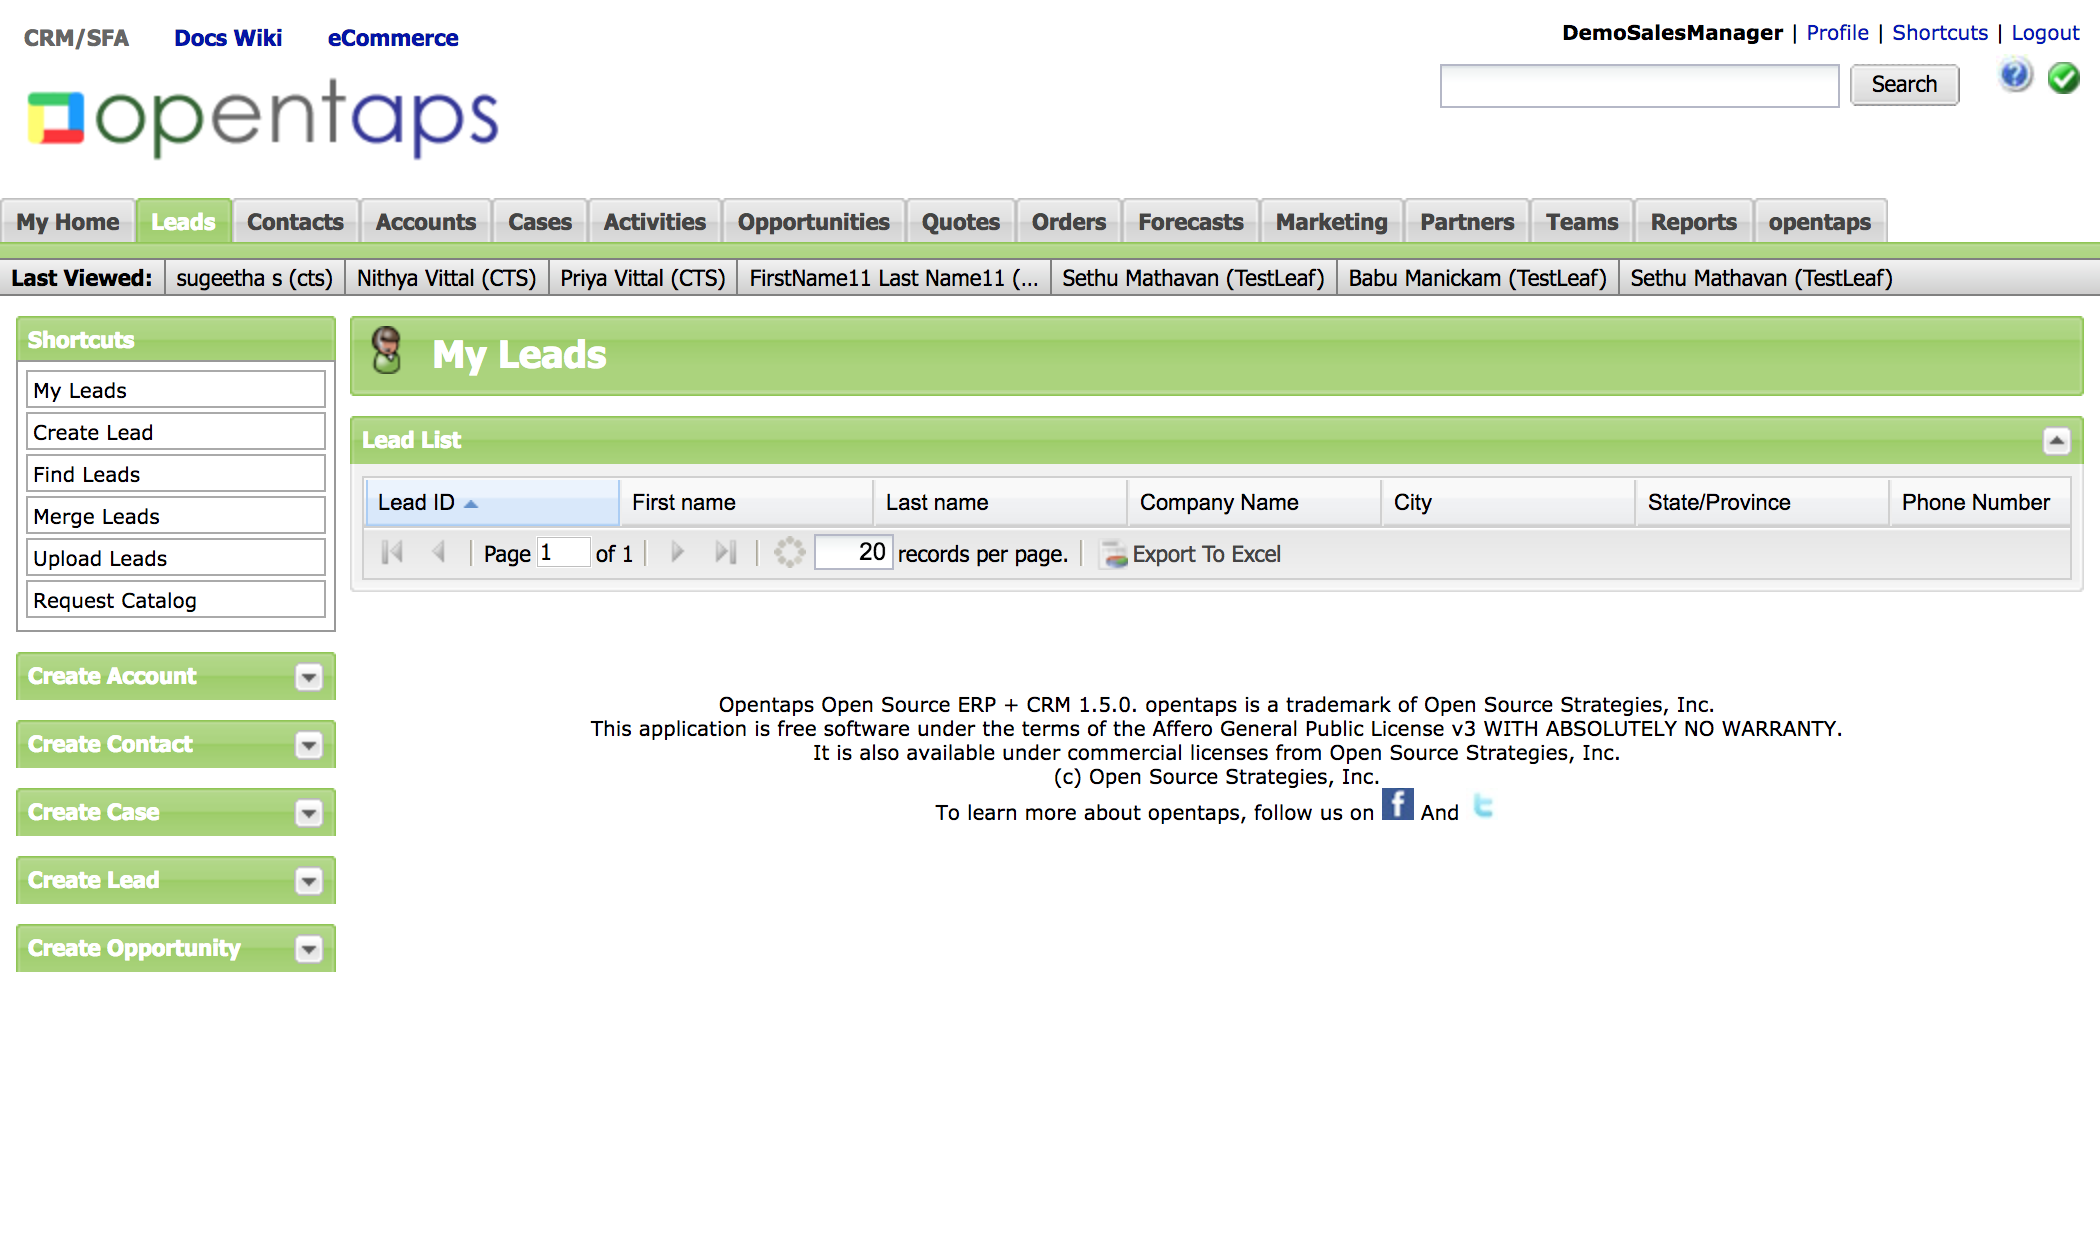 CRM/SFA Docs Wiki eCommerce
DemoSalesManager | Profile | Shortcuts | Logout
opentaps
Search
My Home Leads Contacts Accounts Cases Activities Opportunities Quotes Orders Forecasts Marketing Partners Teams Reports opentaps
Last Viewed: sugeetha s (cts) Nithya Vittal (CTS) Priya Vittal (CTS) FirstName11 Last Name11 (... Sethu Mathavan (TestLeaf) Babu Manickam (TestLeaf) Sethu Mathavan (TestLeaf)
Shortcuts
My Leads
Create Lead
Find Leads
Merge Leads
Upload Leads
Request Catalog
Create Account
Create Contact
Create Case
Create Lead
Create Opportunity
My Leads
Lead List
Lead ID First name Last name Company Name City State/Province Phone Number
Page 1 of 1 | 20 records per page. Export To Excel
Opentaps Open Source ERP + CRM 1.5.0. opentaps is a trademark of Open Source Strategies, Inc.
This application is free software under the terms of the Affero General Public License v3 WITH ABSOLUTELY NO WARRANTY.
It is also available under commercial licenses from Open Source Strategies, Inc.
(c) Open Source Strategies, Inc.
To learn more about opentaps, follow us on f And t